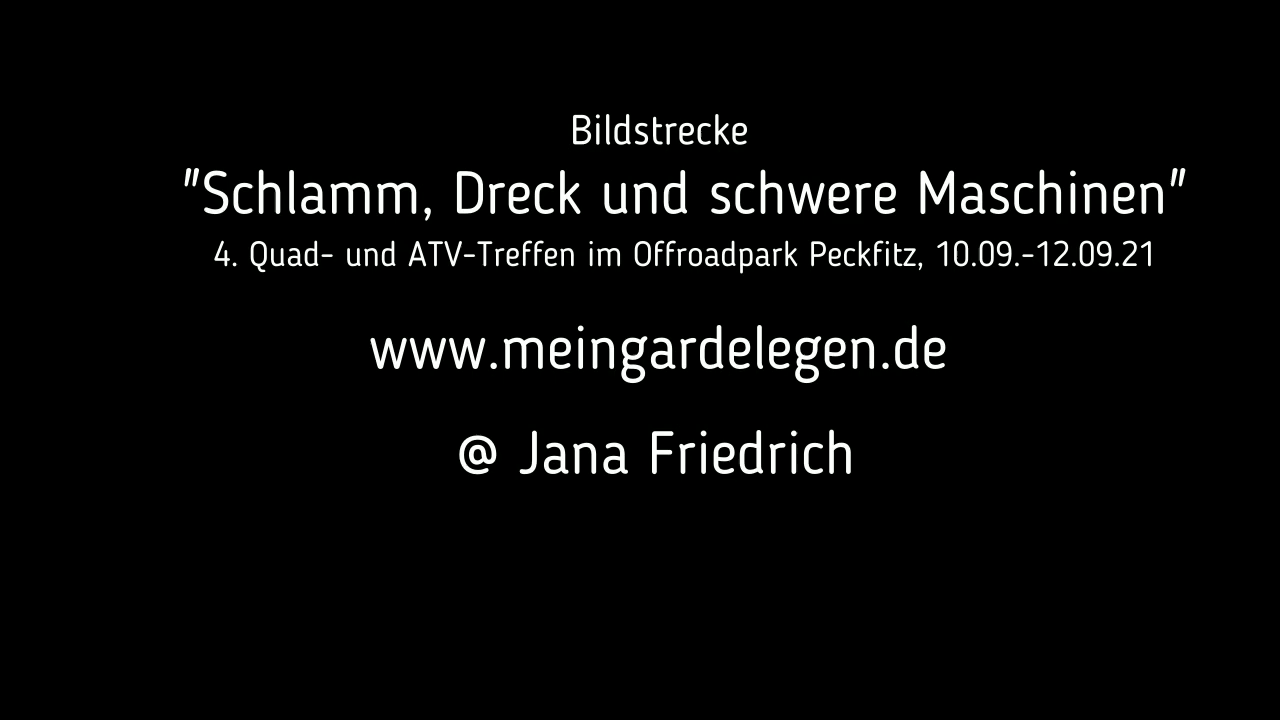 Bildstrecke
"Schlamm, Dreck und schwere Maschinen"
4. Quad- und ATV-Treffen im Offroadpark Peckfitz, 10.09.-12.09.21
www.meingardelegen.de
@ Jana Friedrich